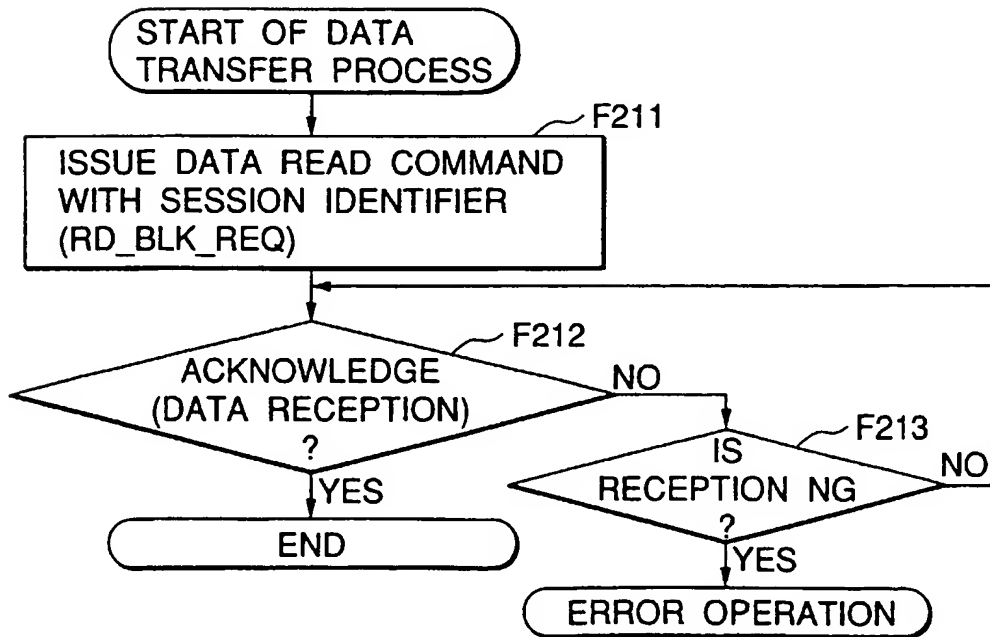 START OF DATA
TRANSFER PROCESS
F211
ISSUE DATA READ COMMAND
WITH SESSION IDENTIFIER
(RD_BLK_REQ)
F212
ACKNOWLEDGE
(DATA RECEPTION)
?
NO
YES
END
F213
IS
RECEPTION NG
?
NO
YES
ERROR OPERATION